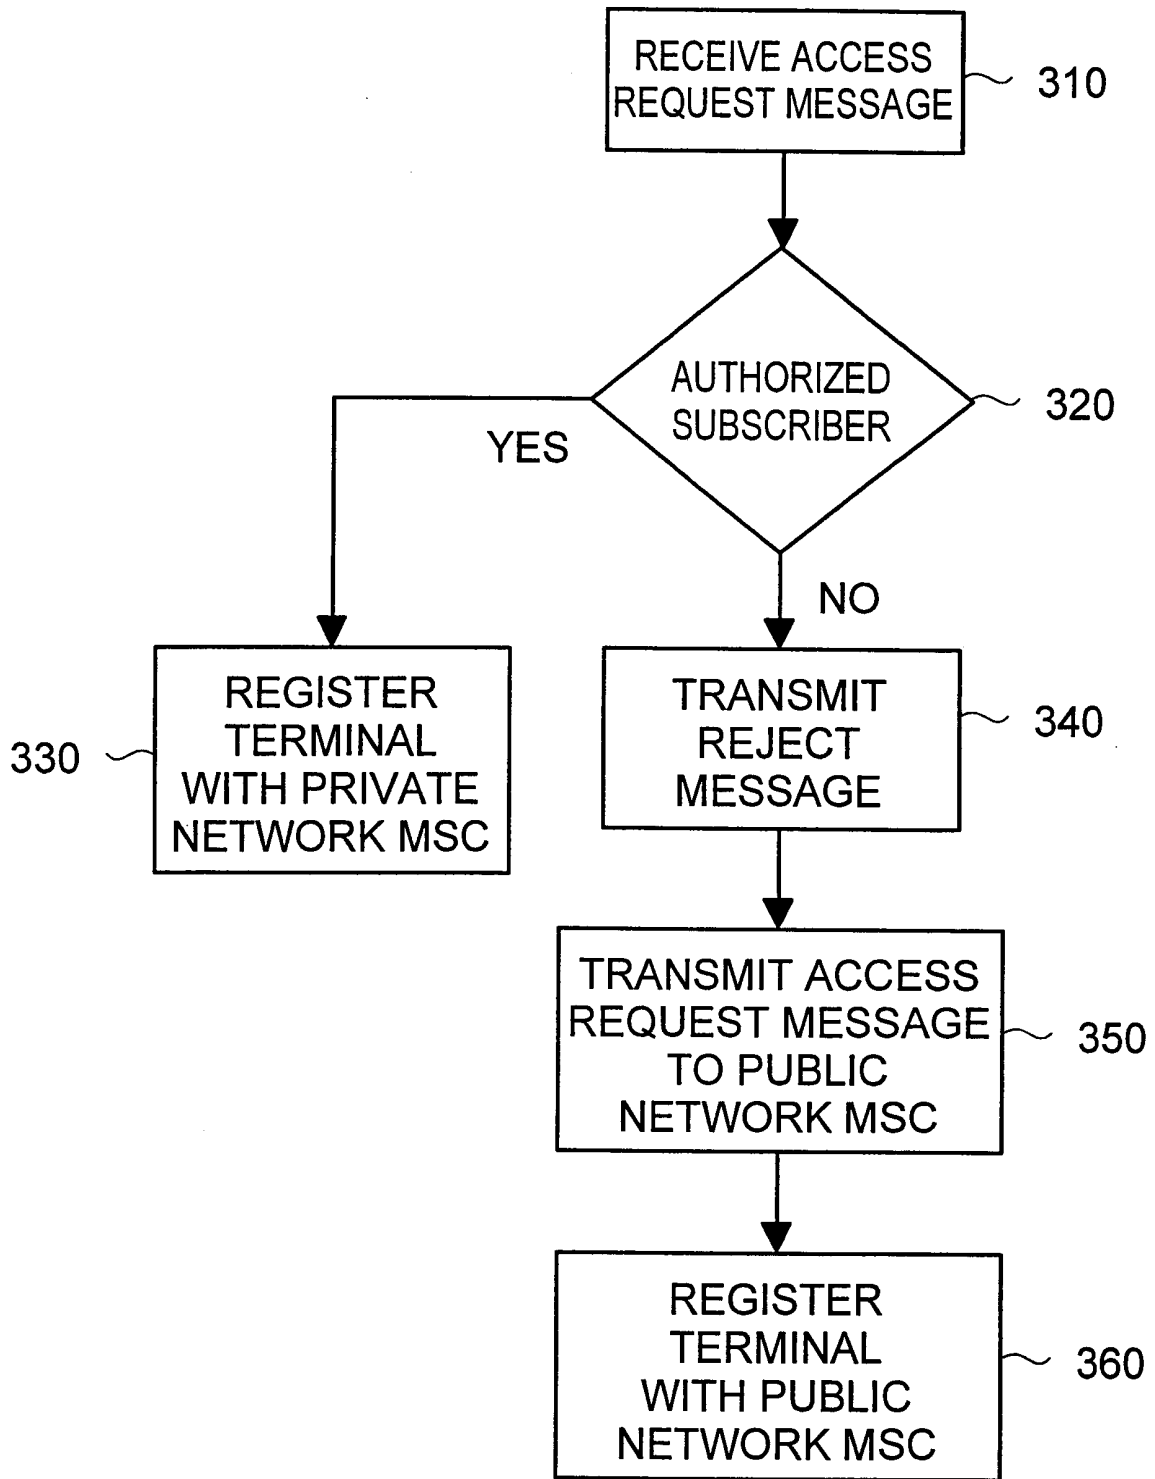 RECEIVE ACCESS
REQUEST MESSAGE
310
AUTHORIZED
SUBSCRIBER
320
YES
NO
REGISTER
TERMINAL
WITH PRIVATE
NETWORK MSC
330
TRANSMIT
REJECT
MESSAGE
340
TRANSMIT ACCESS
REQUEST MESSAGE
TO PUBLIC
NETWORK MSC
350
REGISTER
TERMINAL
WITH PUBLIC
NETWORK MSC
360